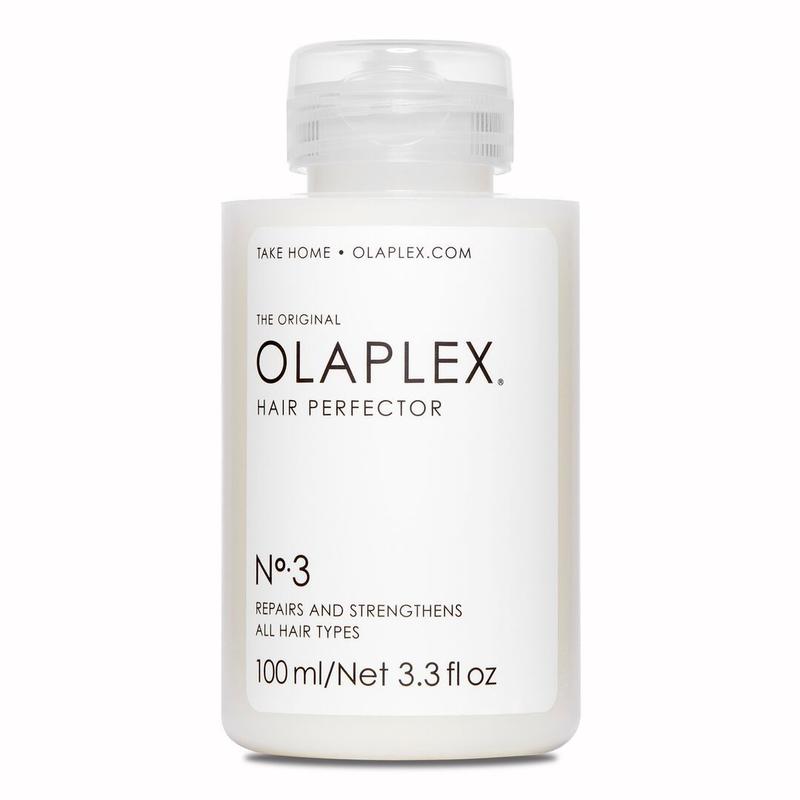 TAKE HOME • OLAPLEX.COM
THE ORIGINAL
OLAPLEX®
HAIR PERFECTOR
Nº.3
REPAIRS AND STRENGTHENS
ALL HAIR TYPES
100 ml/Net 3.3 fl oz